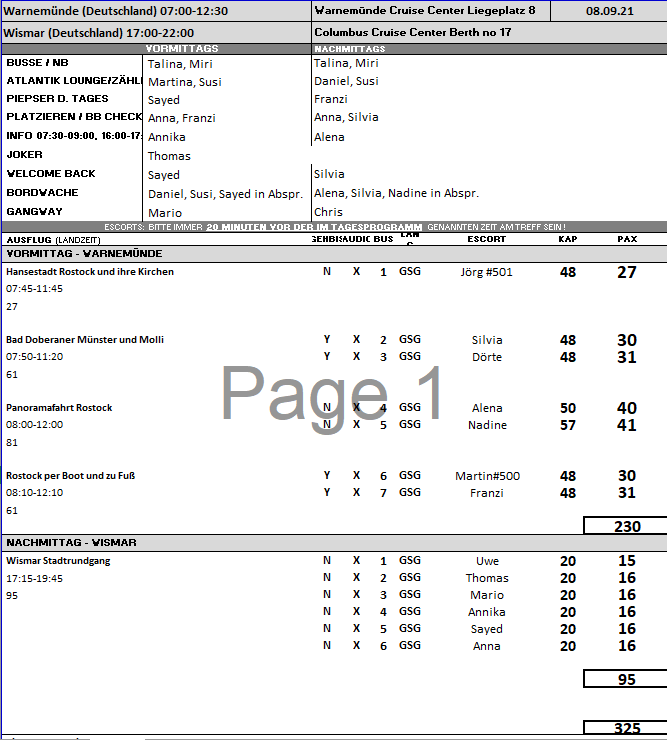 Warnemünde (Deutschland) 07:00-12:30 Warnemünde Cruise Center Liegeplatz 8 08.09.21
Wismar (Deutschland) 17:00-22:00 Columbus Cruise Center Berth no 17
VORMITTAGS NACHMITTAGS
BUSSE / NB Talina, Miri Talina, Miri
ATLANTIK LOUNGE/ZÄHL Martina, Susi Daniel, Susi
PIEPSER D. TAGES Sayed Franzi
PLATZIEREN / BB CHECK Anna, Franzi Anna, Silvia
INFO 07:30-09:00, 16:00-17: Annika Alena
JOKER Thomas
WELCOME BACK Sayed Silvia
BORDWACHE Daniel, Susi, Sayed in Abspr. Alena, Silvia, Nadine in Abspr.
GANGWAY Mario Chris
ESCORTS: BITTE IMMER 20 MINUTEN VOR DER IM TAGESPROGRAMM GENANNTEN ZEIT AM TREFF SEIN!
AUSFLUG (LANDZEIT) GEHBIS AUDIO BUS ESCORT KAP PAX
VORMITTAG - WARNEMÜNDE
Hansestadt Rostock und ihre Kirchen N X 1 GSG Jörg #501 48 27
07:45-11:45
27
Bad Doberaner Münster und Molli Y X 2 GSG Silvia 48 30
07:50-11:20 Y X 3 GSG Dörte 48 31
61
Panoramafahrt Rostock N X 4 GSG Alena 50 40
08:00-12:00 N X 5 GSG Nadine 57 41
81
Rostock per Boot und zu Fuß Y X 6 GSG Martin#500 48 30
08:10-12:10 Y X 7 GSG Franzi 48 31
61
230
Page 1
NACHMITTAG - WISMAR
Wismar Stadtrundgang N X 1 GSG Uwe 20 15
17:15-19:45 N X 2 GSG Thomas 20 16
95 N X 3 GSG Mario 20 16
N X 4 GSG Annika 20 16
N X 5 GSG Sayed 20 16
N X 6 GSG Anna 20 16
95
325